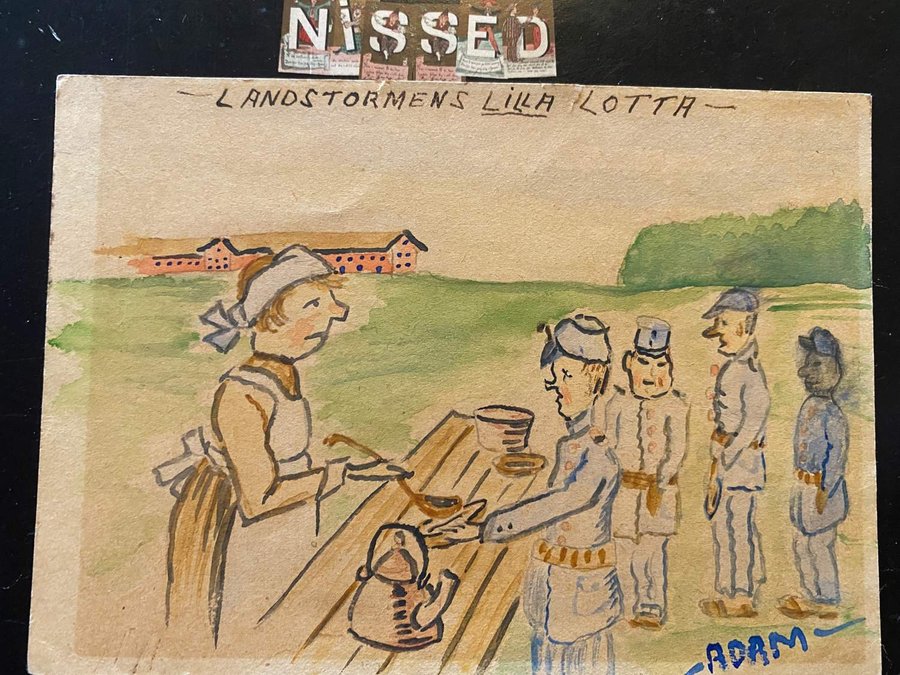 NiSSED
—LANDSTORMENS LILLA LOTTA—
—ADAM—